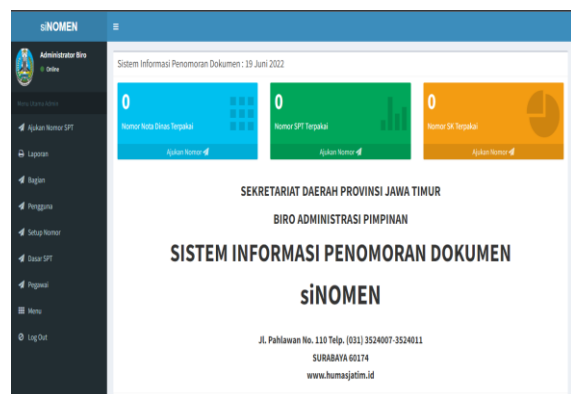 siNOMEN
Administrator Biro
Online
Menu Utama Admin
Ajukan Nomor SPT
Laporan
Bagian
Pengguna
Setup Nomor
Dasar SPT
Pegawai
Menu
Log Out
Sistem Informasi Penomoran Dokumen : 19 Juni 2022
0
Nomor Nota Dinas Terpakai
Ajukan Nomor
0
Nomor SPT Terpakai
Ajukan Nomor
0
Nomor SK Terpakai
Ajukan Nomor
SEKRETARIAT DAERAH PROVINSI JAWA TIMUR
BIRO ADMINISTRASI PIMPINAN
SISTEM INFORMASI PENOMORAN DOKUMEN
siNOMEN
Jl. Pahlawan No. 110 Telp. (031) 3524007-3524011
SURABAYA 60174
www.humasjatim.id